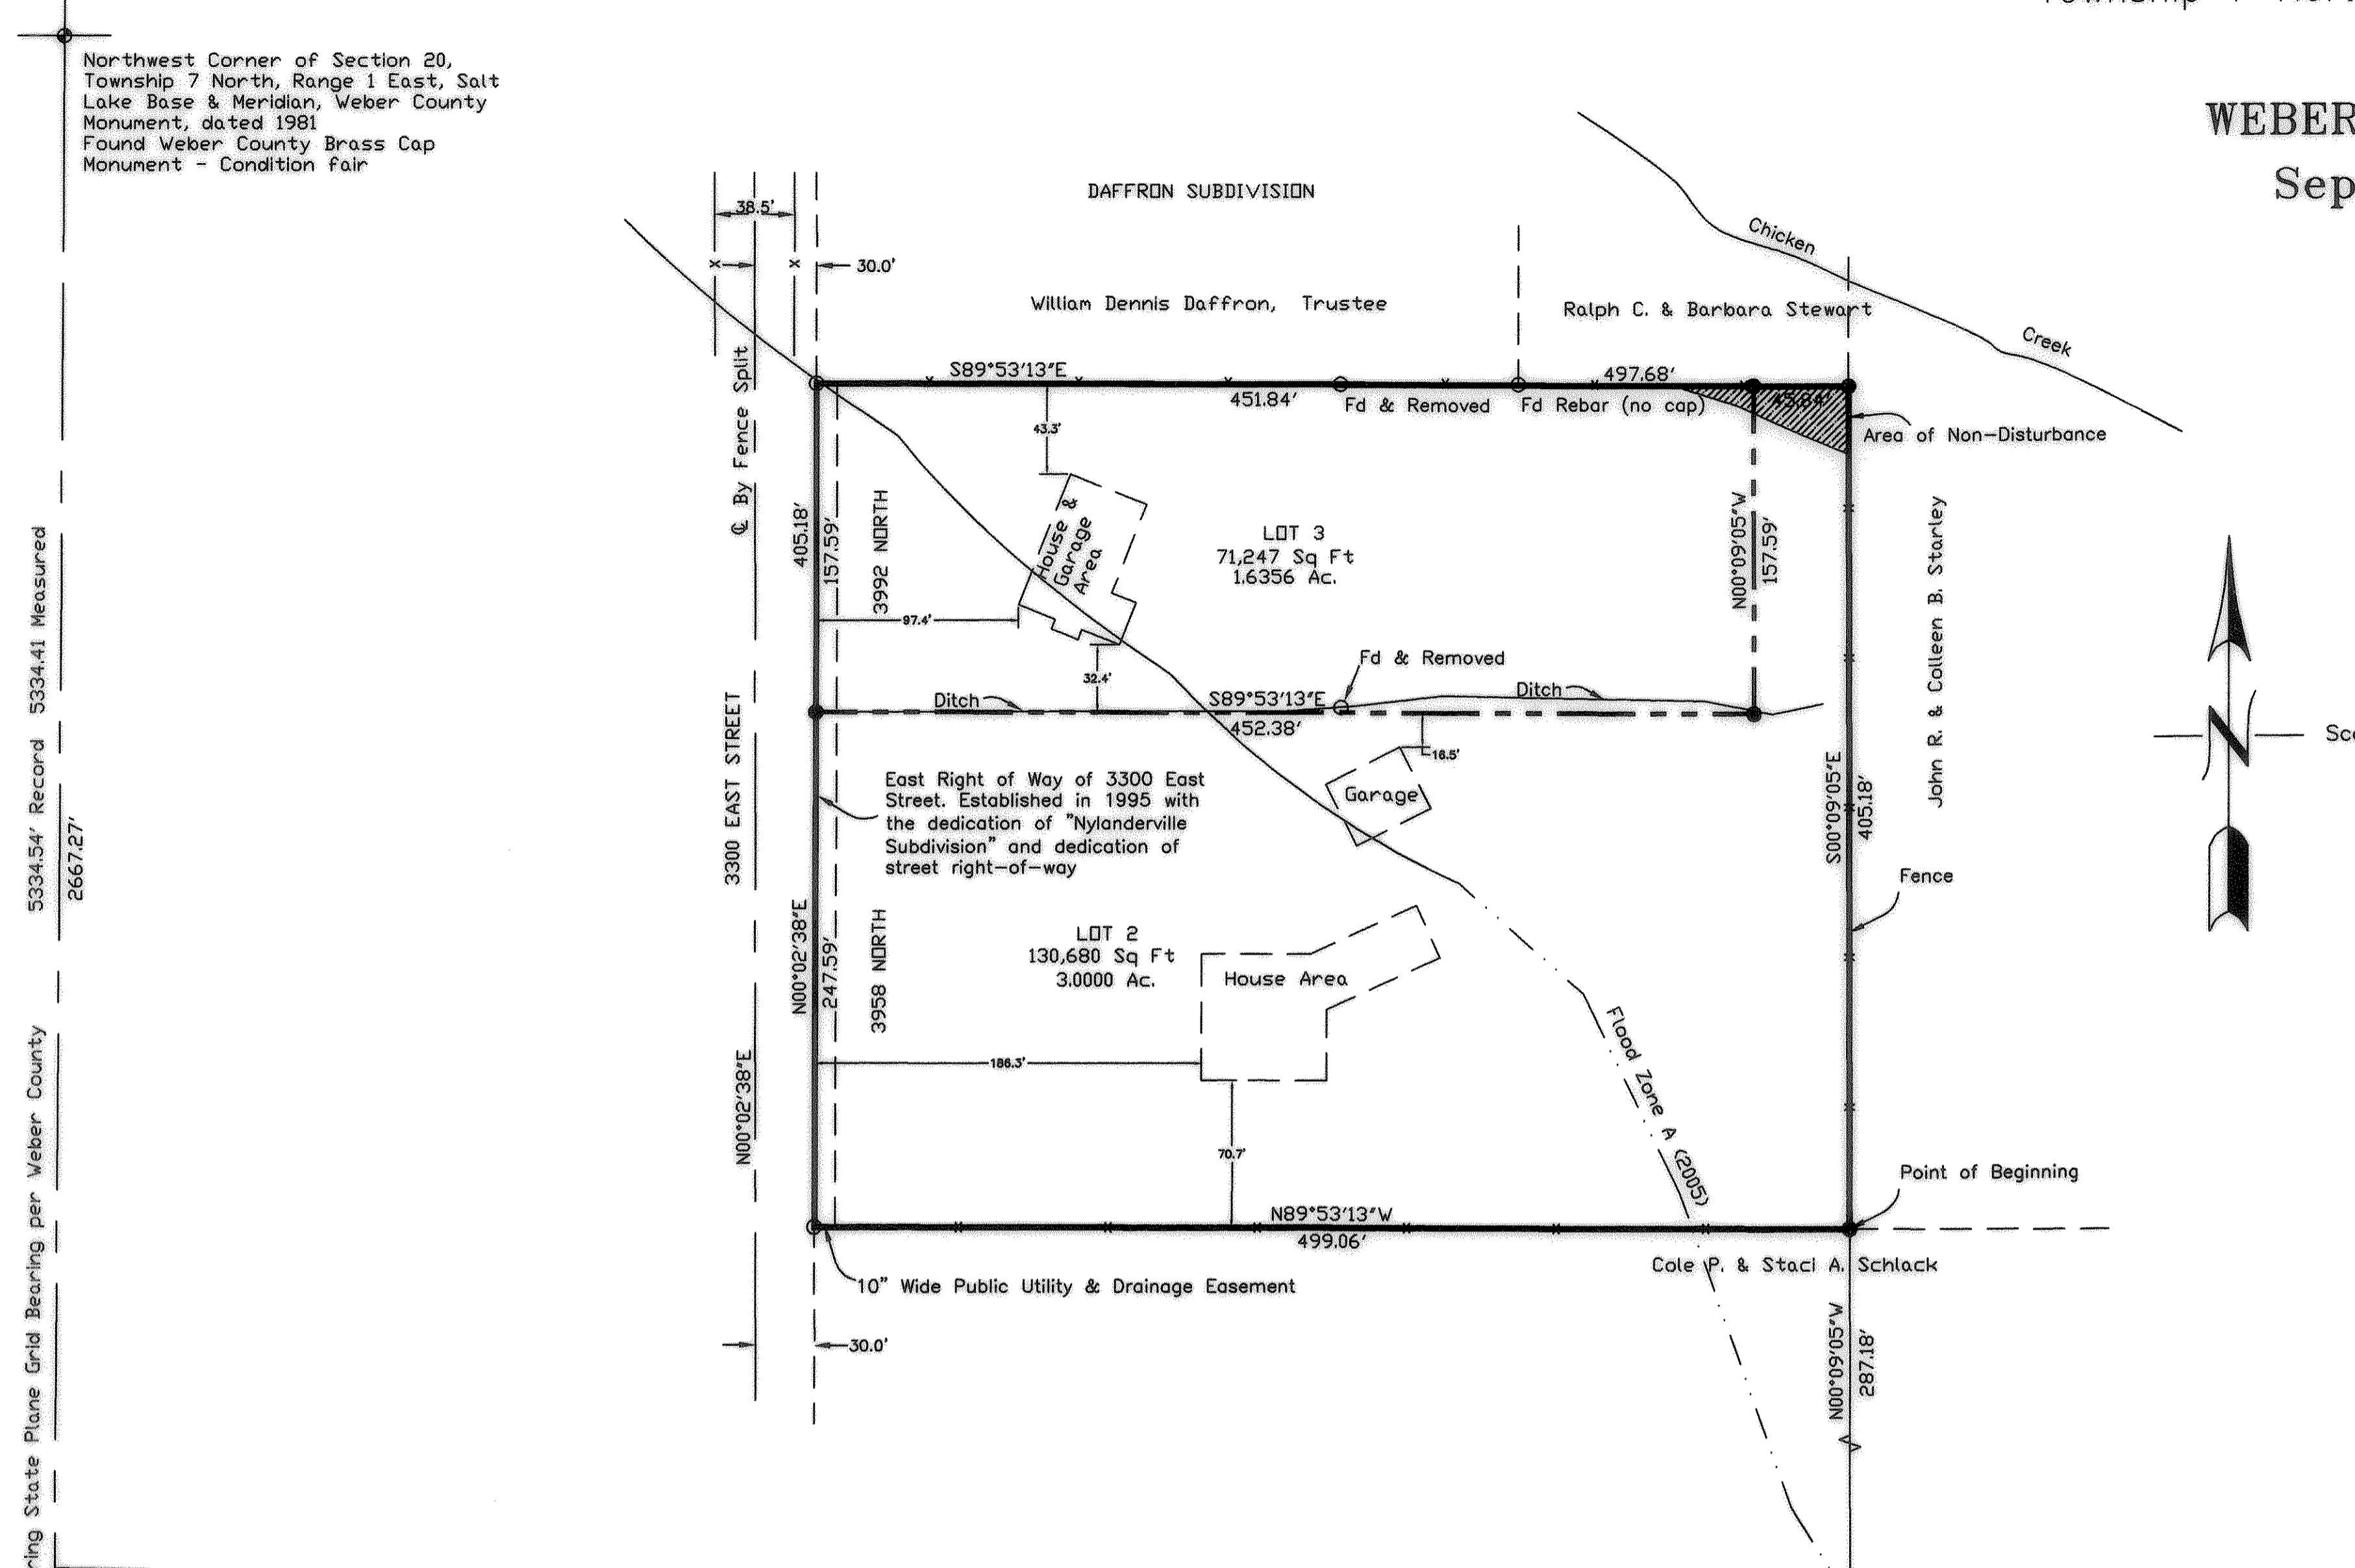 WEBER
Sep
Northwest Corner of Section 20,
Township 7 North, Range 1 East, Salt
Lake Base & Meridian, Weber County
Monument, dated 1981
Found Weber County Brass Cap
Monument - Condition fair
DAFFRON SUBDIVISION
38.5'
30.0'
William Dennis Daffron, Trustee
Ralph C. & Barbara Stewart
Chicken
Creek
S89°53'13"E
497.68'
451.84'
Fd & Removed
Fd Rebar (no cap)
45.84'
Area of Non-Disturbance
℄ By Fence Split
43.3'
405.18'
157.59'
3992 NORTH
House &
Garage
Area
LOT 3
71,247 Sq Ft
1.6356 Ac.
N00°09'05"W
157.59'
John R. & Colleen B. Starley
97.4'
32.4'
Fd & Removed
Ditch
S89°53'13"E
452.38'
Ditch
16.5'
Garage
N
Sc
5334.54' Record 5334.41 Measured
2667.27'
3300 EAST STREET
East Right of Way of 3300 East
Street. Established in 1995 with
the dedication of "Nylanderville
Subdivision" and dedication of
street right-of-way
S00°09'05"E
405.18'
Fence
N00°02'38"E
247.59'
3958 NORTH
LOT 2
130,680 Sq Ft
3.0000 Ac.
House Area
186.3'
70.7'
N00°02'38"E
Flood Zone A (2005)
Point of Beginning
N89°53'13"W
499.06'
Cole P. & Staci A. Schlack
10" Wide Public Utility & Drainage Easement
30.0'
N00°09'05"W
287.18'
ring State Plane Grid Bearing per Weber County